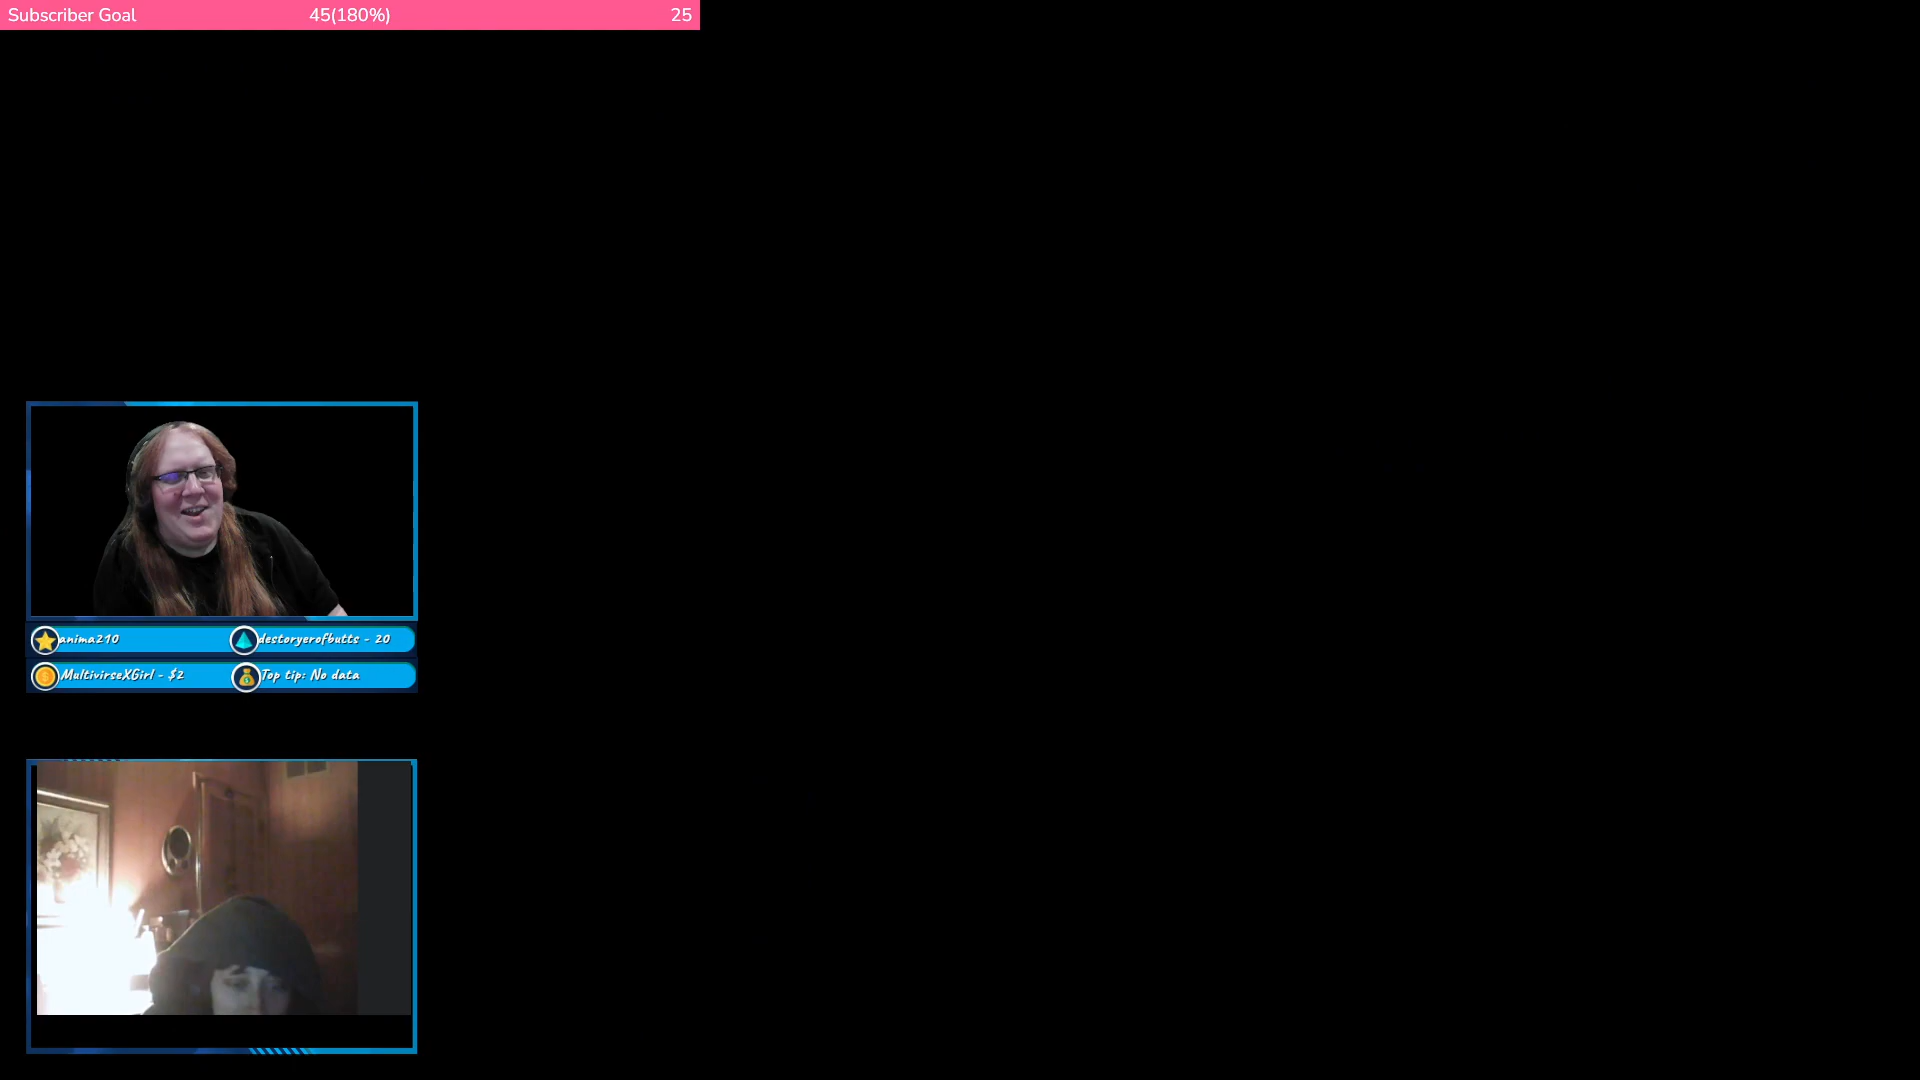 Subscriber Goal 45(180%) 25
anima210 destoryerofbutts - 20
MultivirseXGirl - $2 Top tip: No data